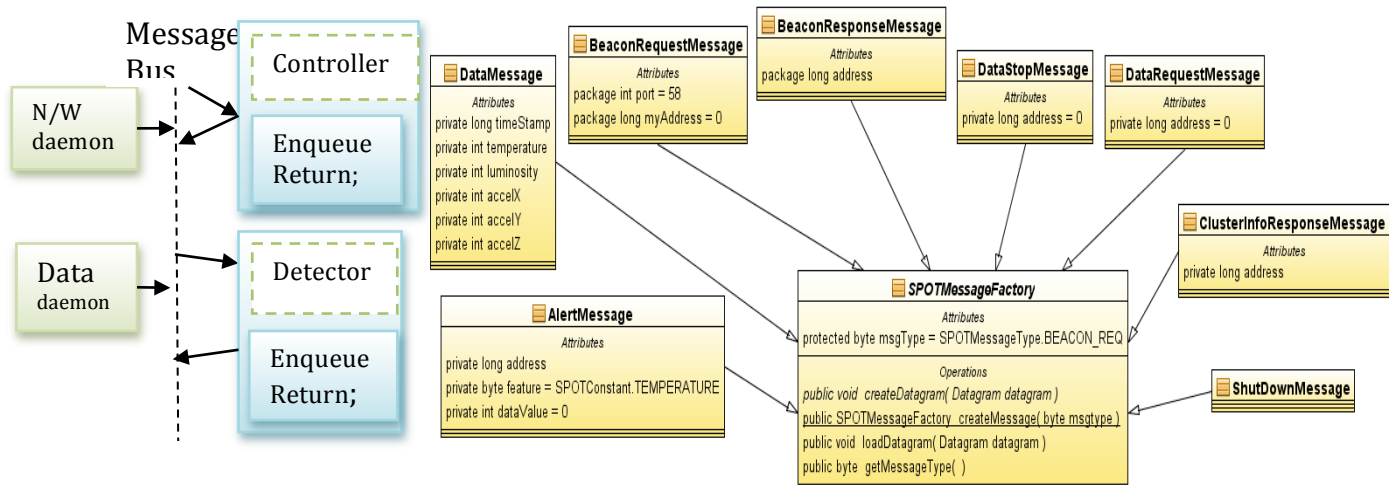 Message
Bus
N/W
daemon
Data
daemon
Controller
Enqueue
Return;
Detector
Enqueue
Return;
DataMessage
Attributes
private long timeStamp
private int temperature
private int luminosity
private int accelX
private int accelY
private int accelZ
BeaconRequestMessage
Attributes
package int port = 58
package long myAddress = 0
BeaconResponseMessage
Attributes
package long address
DataStopMessage
Attributes
private long address = 0
DataRequestMessage
Attributes
private long address = 0
ClusterInfoResponseMessage
Attributes
private long address
AlertMessage
Attributes
private long address
private byte feature = SPOTConstant.TEMPERATURE
private int dataValue = 0
SPOTMessageFactory
Attributes
protected byte msgType = SPOTMessageType.BEACON_REQ
Operations
public void createDatagram( Datagram datagram )
public SPOTMessageFactory createMessage( byte msgtype )
public void loadDatagram( Datagram datagram )
public byte getMessageType( )
ShutDownMessage